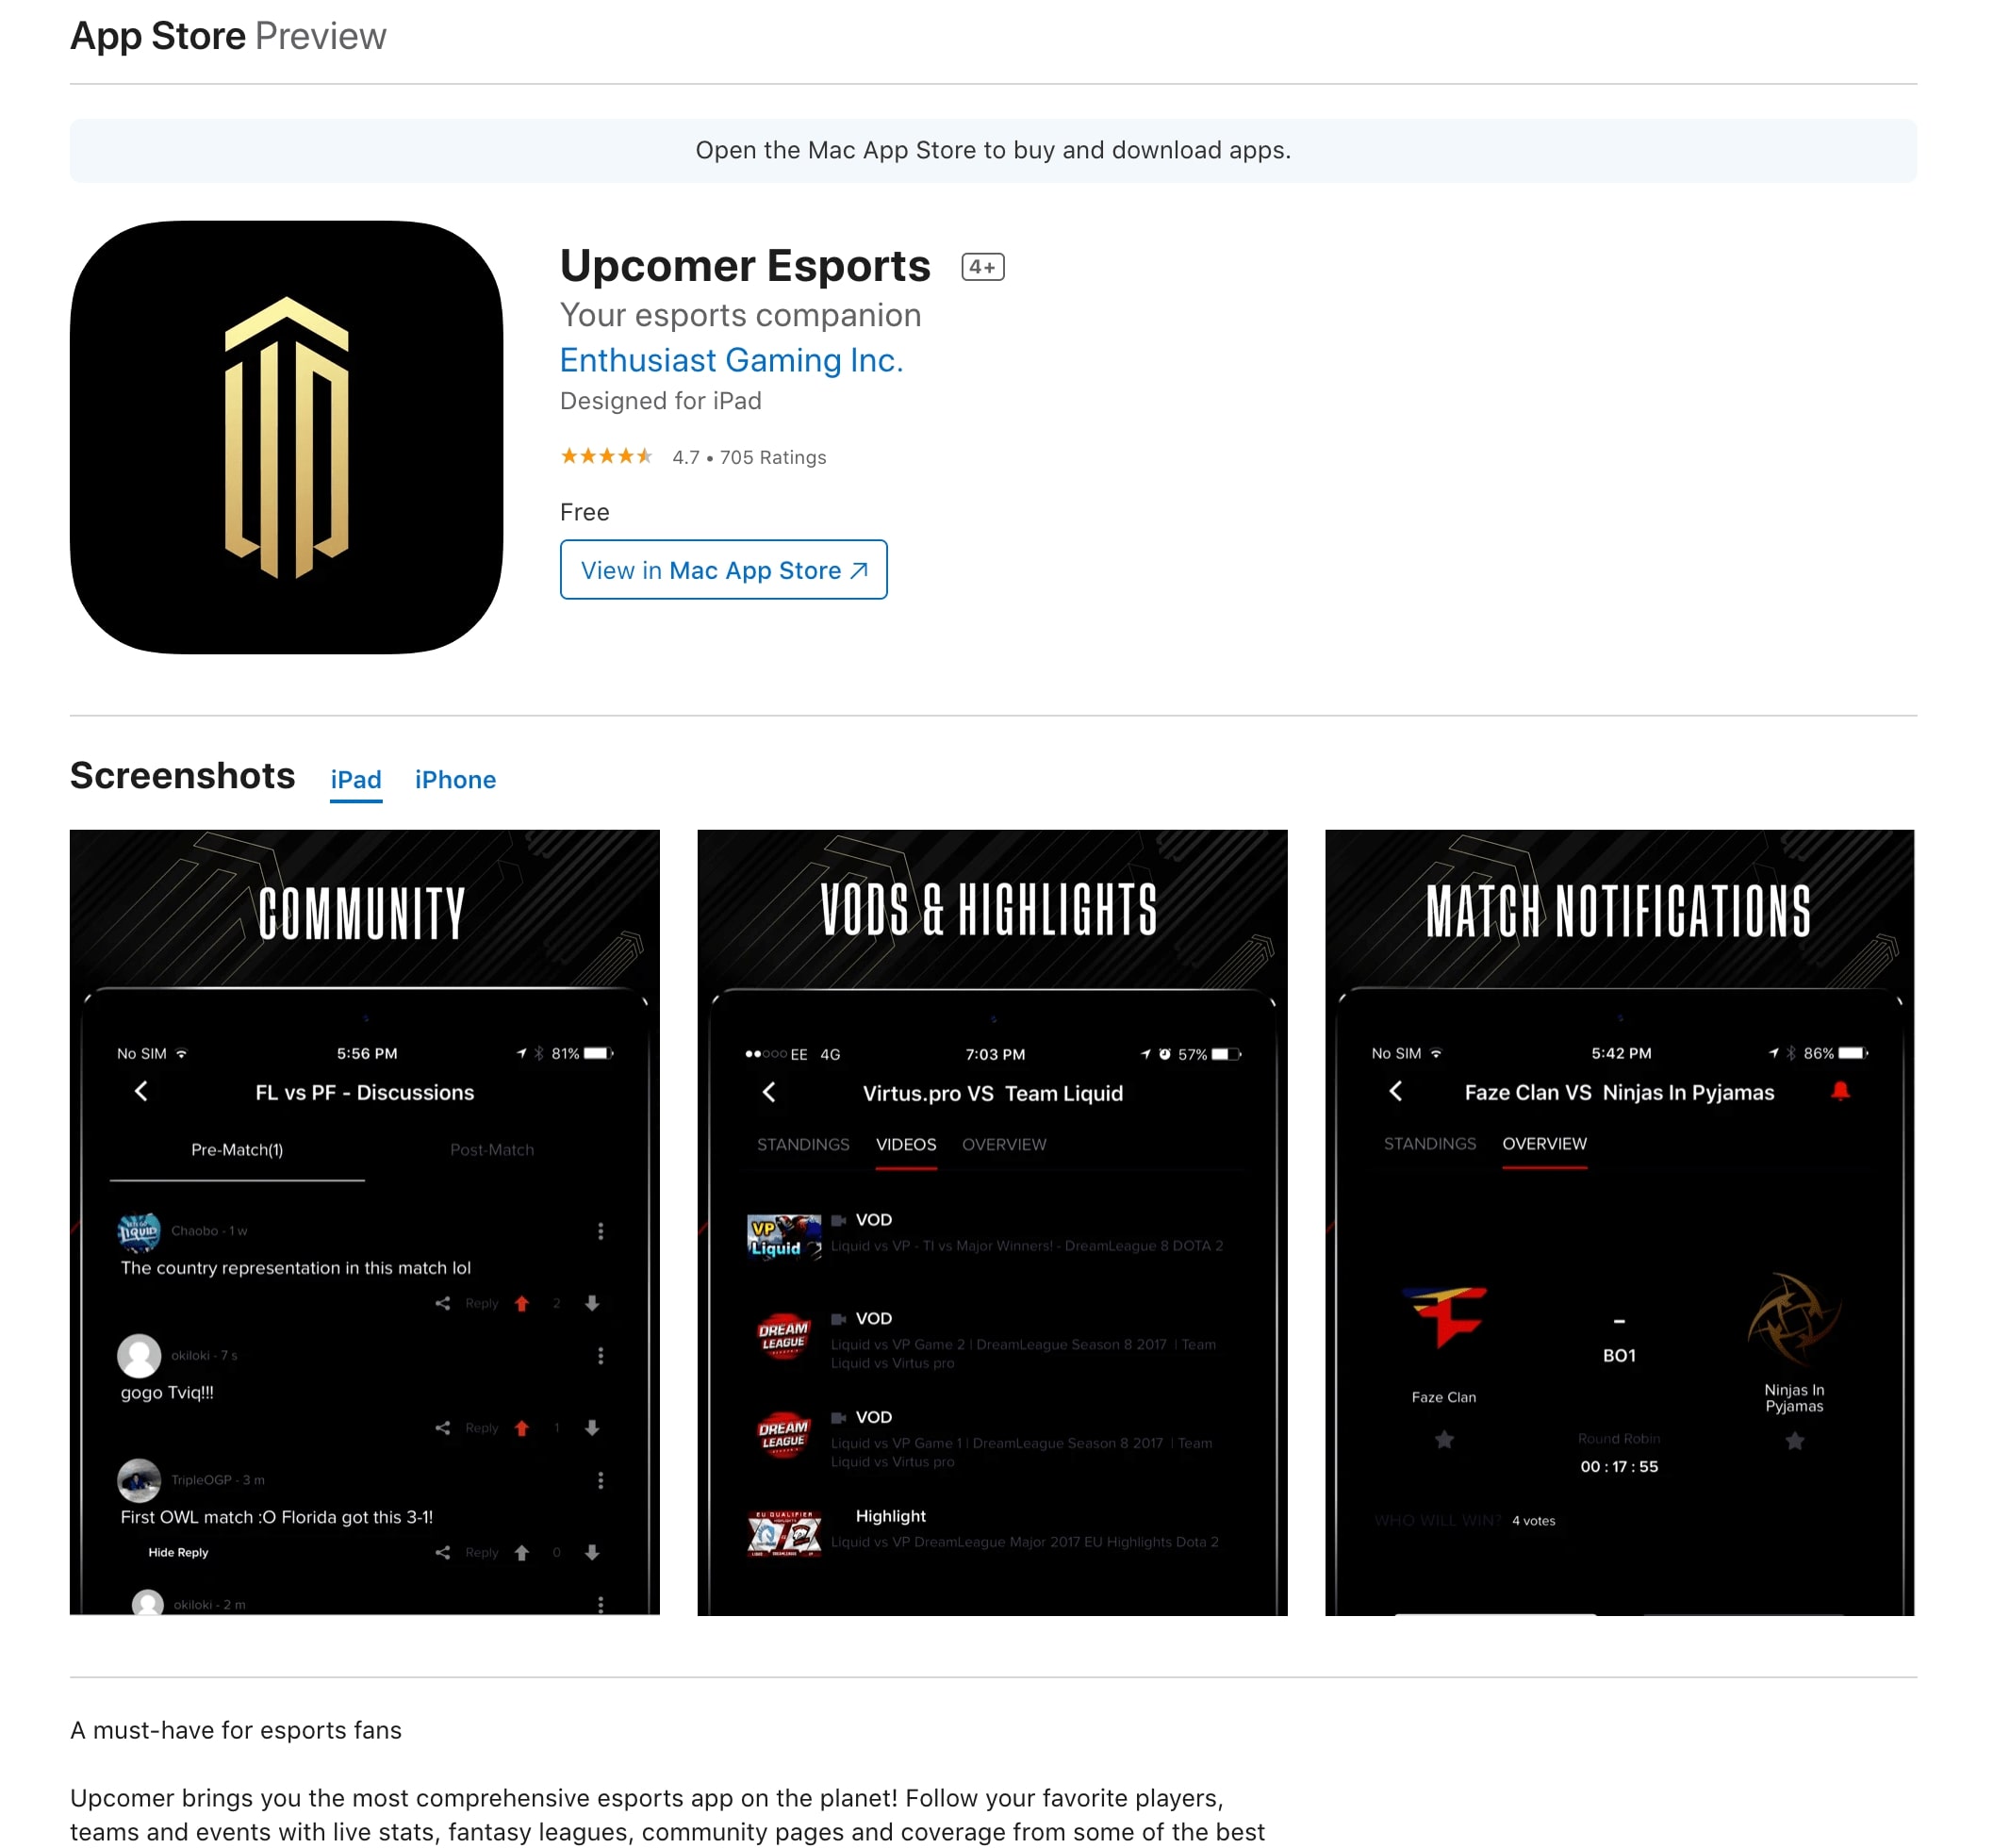 App Store Preview
Open the Mac App Store to buy and download apps.
Upcomer Esports 4+
Your esports companion
Enthusiast Gaming Inc.
Designed for iPad
4.7 • 705 Ratings
Free
View in Mac App Store
Screenshots iPad iPhone
COMMUNITY
No SIM 5:56 PM 81%
FL vs PF - Discussions
Pre-Match(1) Post-Match
LIQUID
Chaobo - 1 w
The country representation in this match lol
Reply 2
okiloki - 7 s
gogo Tviq!!!
Reply 1
TripleOGP - 3 m
First OWL match :O Florida got this 3-1!
Hide Reply Reply 0
okiloki - 2 m
VODS & HIGHLIGHTS
EE 4G 7:03 PM 57%
Virtus.pro VS Team Liquid
STANDINGS VIDEOS OVERVIEW
VP
Liquid
VOD
Liquid vs VP - TI vs Major Winners! - DreamLeague 8 DOTA 2
DREAM
LEAGUE
VOD
Liquid vs VP Game 2 | DreamLeague Season 8 2017 | Team
Liquid vs Virtus pro
DREAM
LEAGUE
VOD
Liquid vs VP Game 1 | DreamLeague Season 8 2017 | Team
Liquid vs Virtus pro
EU QUALIFIER
Highlight
Liquid vs VP DreamLeague Major 2017 EU Highlights Dota 2
MATCH NOTIFICATIONS
No SIM 5:42 PM 86%
Faze Clan VS Ninjas In Pyjamas
STANDINGS OVERVIEW
–
BO1
Faze Clan
Ninjas In
Pyjamas
Round Robin
00 : 17 : 55
WHO WILL WIN? 4 votes
A must-have for esports fans
Upcomer brings you the most comprehensive esports app on the planet! Follow your favorite players,
teams and events with live stats, fantasy leagues, community pages and coverage from some of the best